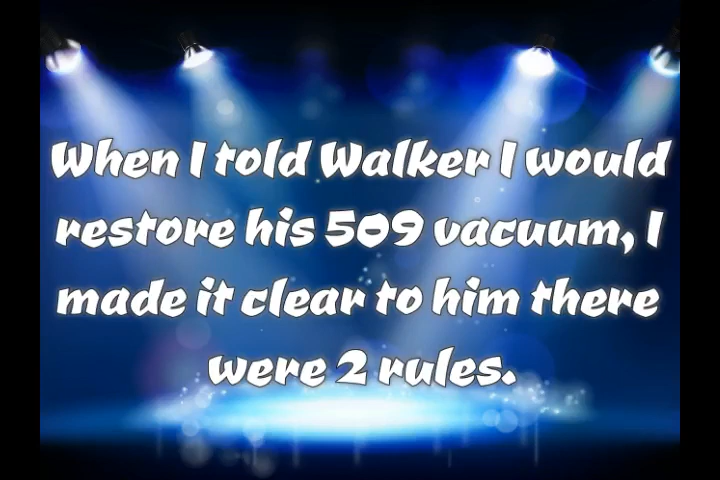 When I told Walker I would
restore his 509 vacuum, I
made it clear to him there
were 2 rules.